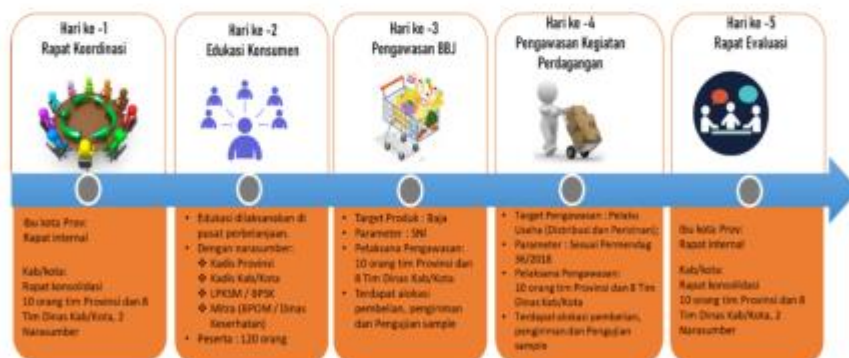 Hari ke -1
Rapat Koordinasi
Ibu kota Prov:
Rapat internal
Kab/kota:
Rapat konsolidasi
10 orang tim Provinsi dan 8
Tim Dinas Kab/Kota, 2
Narasumber
Hari ke -2
Edukasi Konsumen
• Edukasi dilaksanakan di
pusat perbelanjaan.
• Dengan narasumber:
❖ Kadis Provinsi
❖ Kadis Kab/Kota
❖ LPKSM / BPSK
❖ Mitra (BPOM / Dinas
Kesehatan)
• Peserta : 120 orang
Hari ke -3
Pengawasan BBJ
• Target Produk : Baja
• Parameter : SNI
• Pelaksana Pengawasan:
10 orang tim Provinsi dan
8 Tim Dinas Kab/Kota
• Terdapat alokasi
pembelian, pengiriman
dan Pengujian sample
Hari ke -4
Pengawasan Kegiatan
Perdagangan
• Target Pengawasan : Pelaku
Usaha (Distribusi dan Perizinan);
• Parameter : Sesuai Permendag
36/2018
• Pelaksana Pengawasan:
10 orang tim Provinsi dan 8 Tim
Dinas Kab/Kota
• Terdapat alokasi pembelian,
pengiriman dan Pengujian
sample
Hari ke -5
Rapat Evaluasi
Ibu kota Prov:
Rapat internal
Kab/kota:
Rapat konsolidasi
10 orang tim Provinsi dan 8
Tim Dinas Kab/Kota, 2
Narasumber